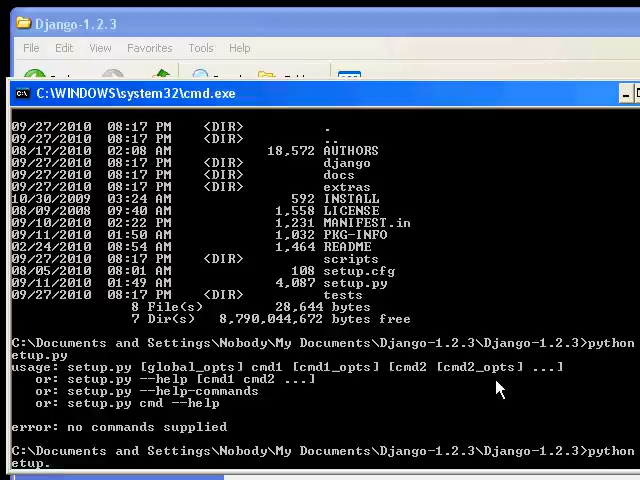 Django-1.2.3
File Edit View Favorites Tools Help
C:\WINDOWS\system32\cmd.exe
09/27/2010 08:17 PM <DIR> .
09/27/2010 08:17 PM <DIR> ..
08/17/2010 02:08 AM 18,572 AUTHORS
09/27/2010 08:17 PM <DIR> django
09/27/2010 08:17 PM <DIR> docs
09/27/2010 08:17 PM <DIR> extras
10/30/2009 03:24 AM 592 INSTALL
08/09/2008 09:40 AM 1,558 LICENSE
09/10/2010 02:22 PM 1,231 MANIFEST.in
09/11/2010 01:50 AM 1,032 PKG-INFO
02/24/2010 08:54 AM 1,464 README
09/27/2010 08:17 PM <DIR> scripts
08/05/2010 08:01 AM 108 setup.cfg
09/11/2010 01:49 AM 4,087 setup.py
09/27/2010 08:17 PM <DIR> tests
8 File(s) 28,644 bytes
7 Dir(s) 8,790,044,672 bytes free
C:\Documents and Settings\Nobody\My Documents\Django-1.2.3\Django-1.2.3>python
etup.py
usage: setup.py [global_opts] cmd1 [cmd1_opts] [cmd2 [cmd2_opts] ...]
or: setup.py --help [cmd1 cmd2 ...]
or: setup.py --help-commands
or: setup.py cmd --help
error: no commands supplied
C:\Documents and Settings\Nobody\My Documents\Django-1.2.3\Django-1.2.3>python
etup.